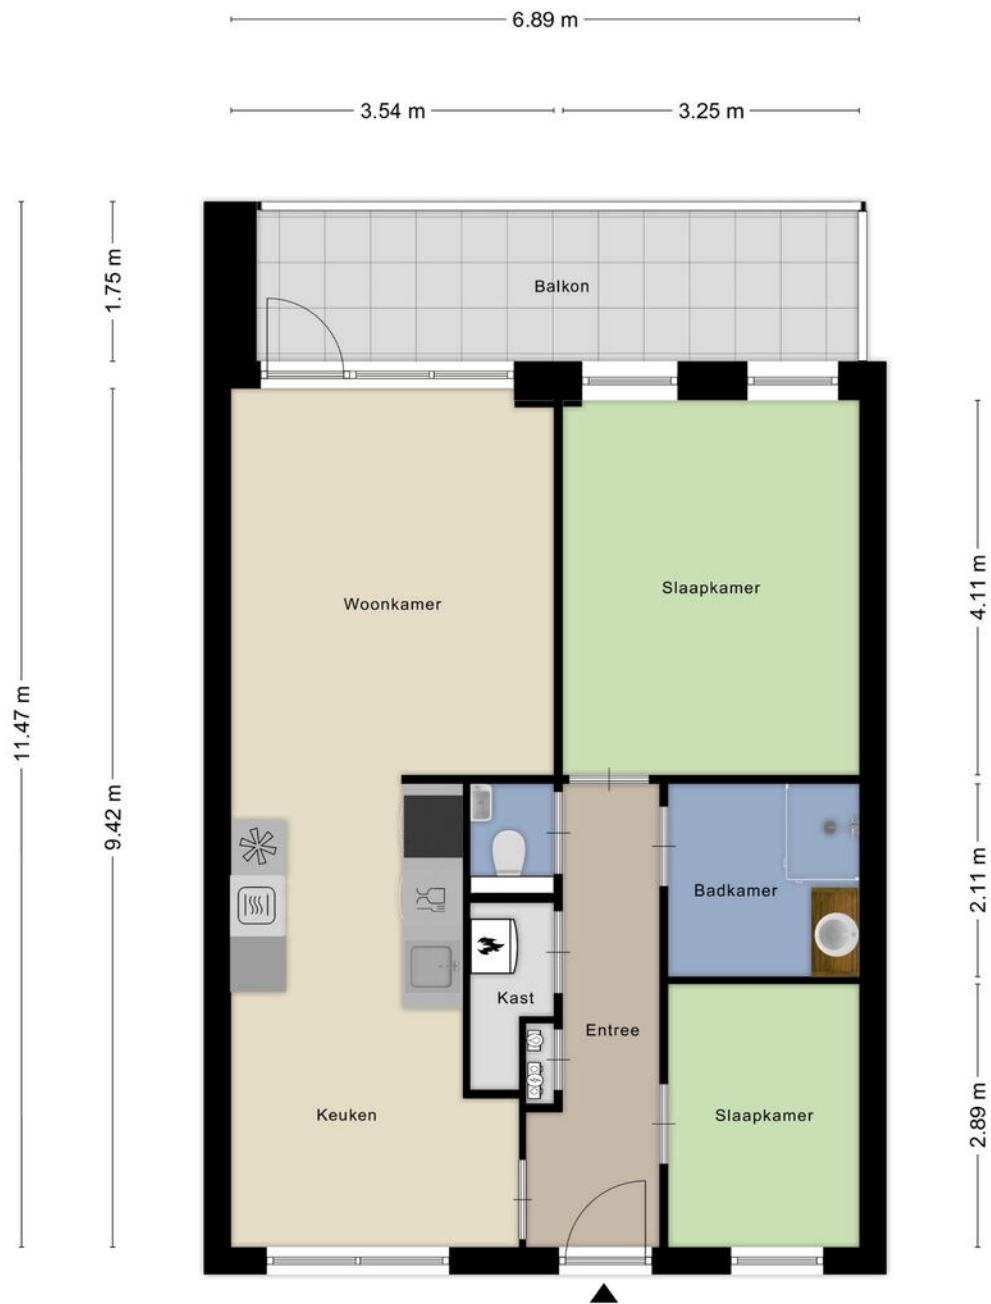 6.89 m
3.54 m
3.25 m
1.75 m
Balkon
4.11 m
Slaapkamer
Woonkamer
11.47 m
9.42 m
2.11 m
Badkamer
Kast
Entree
2.89 m
Keuken
Slaapkamer